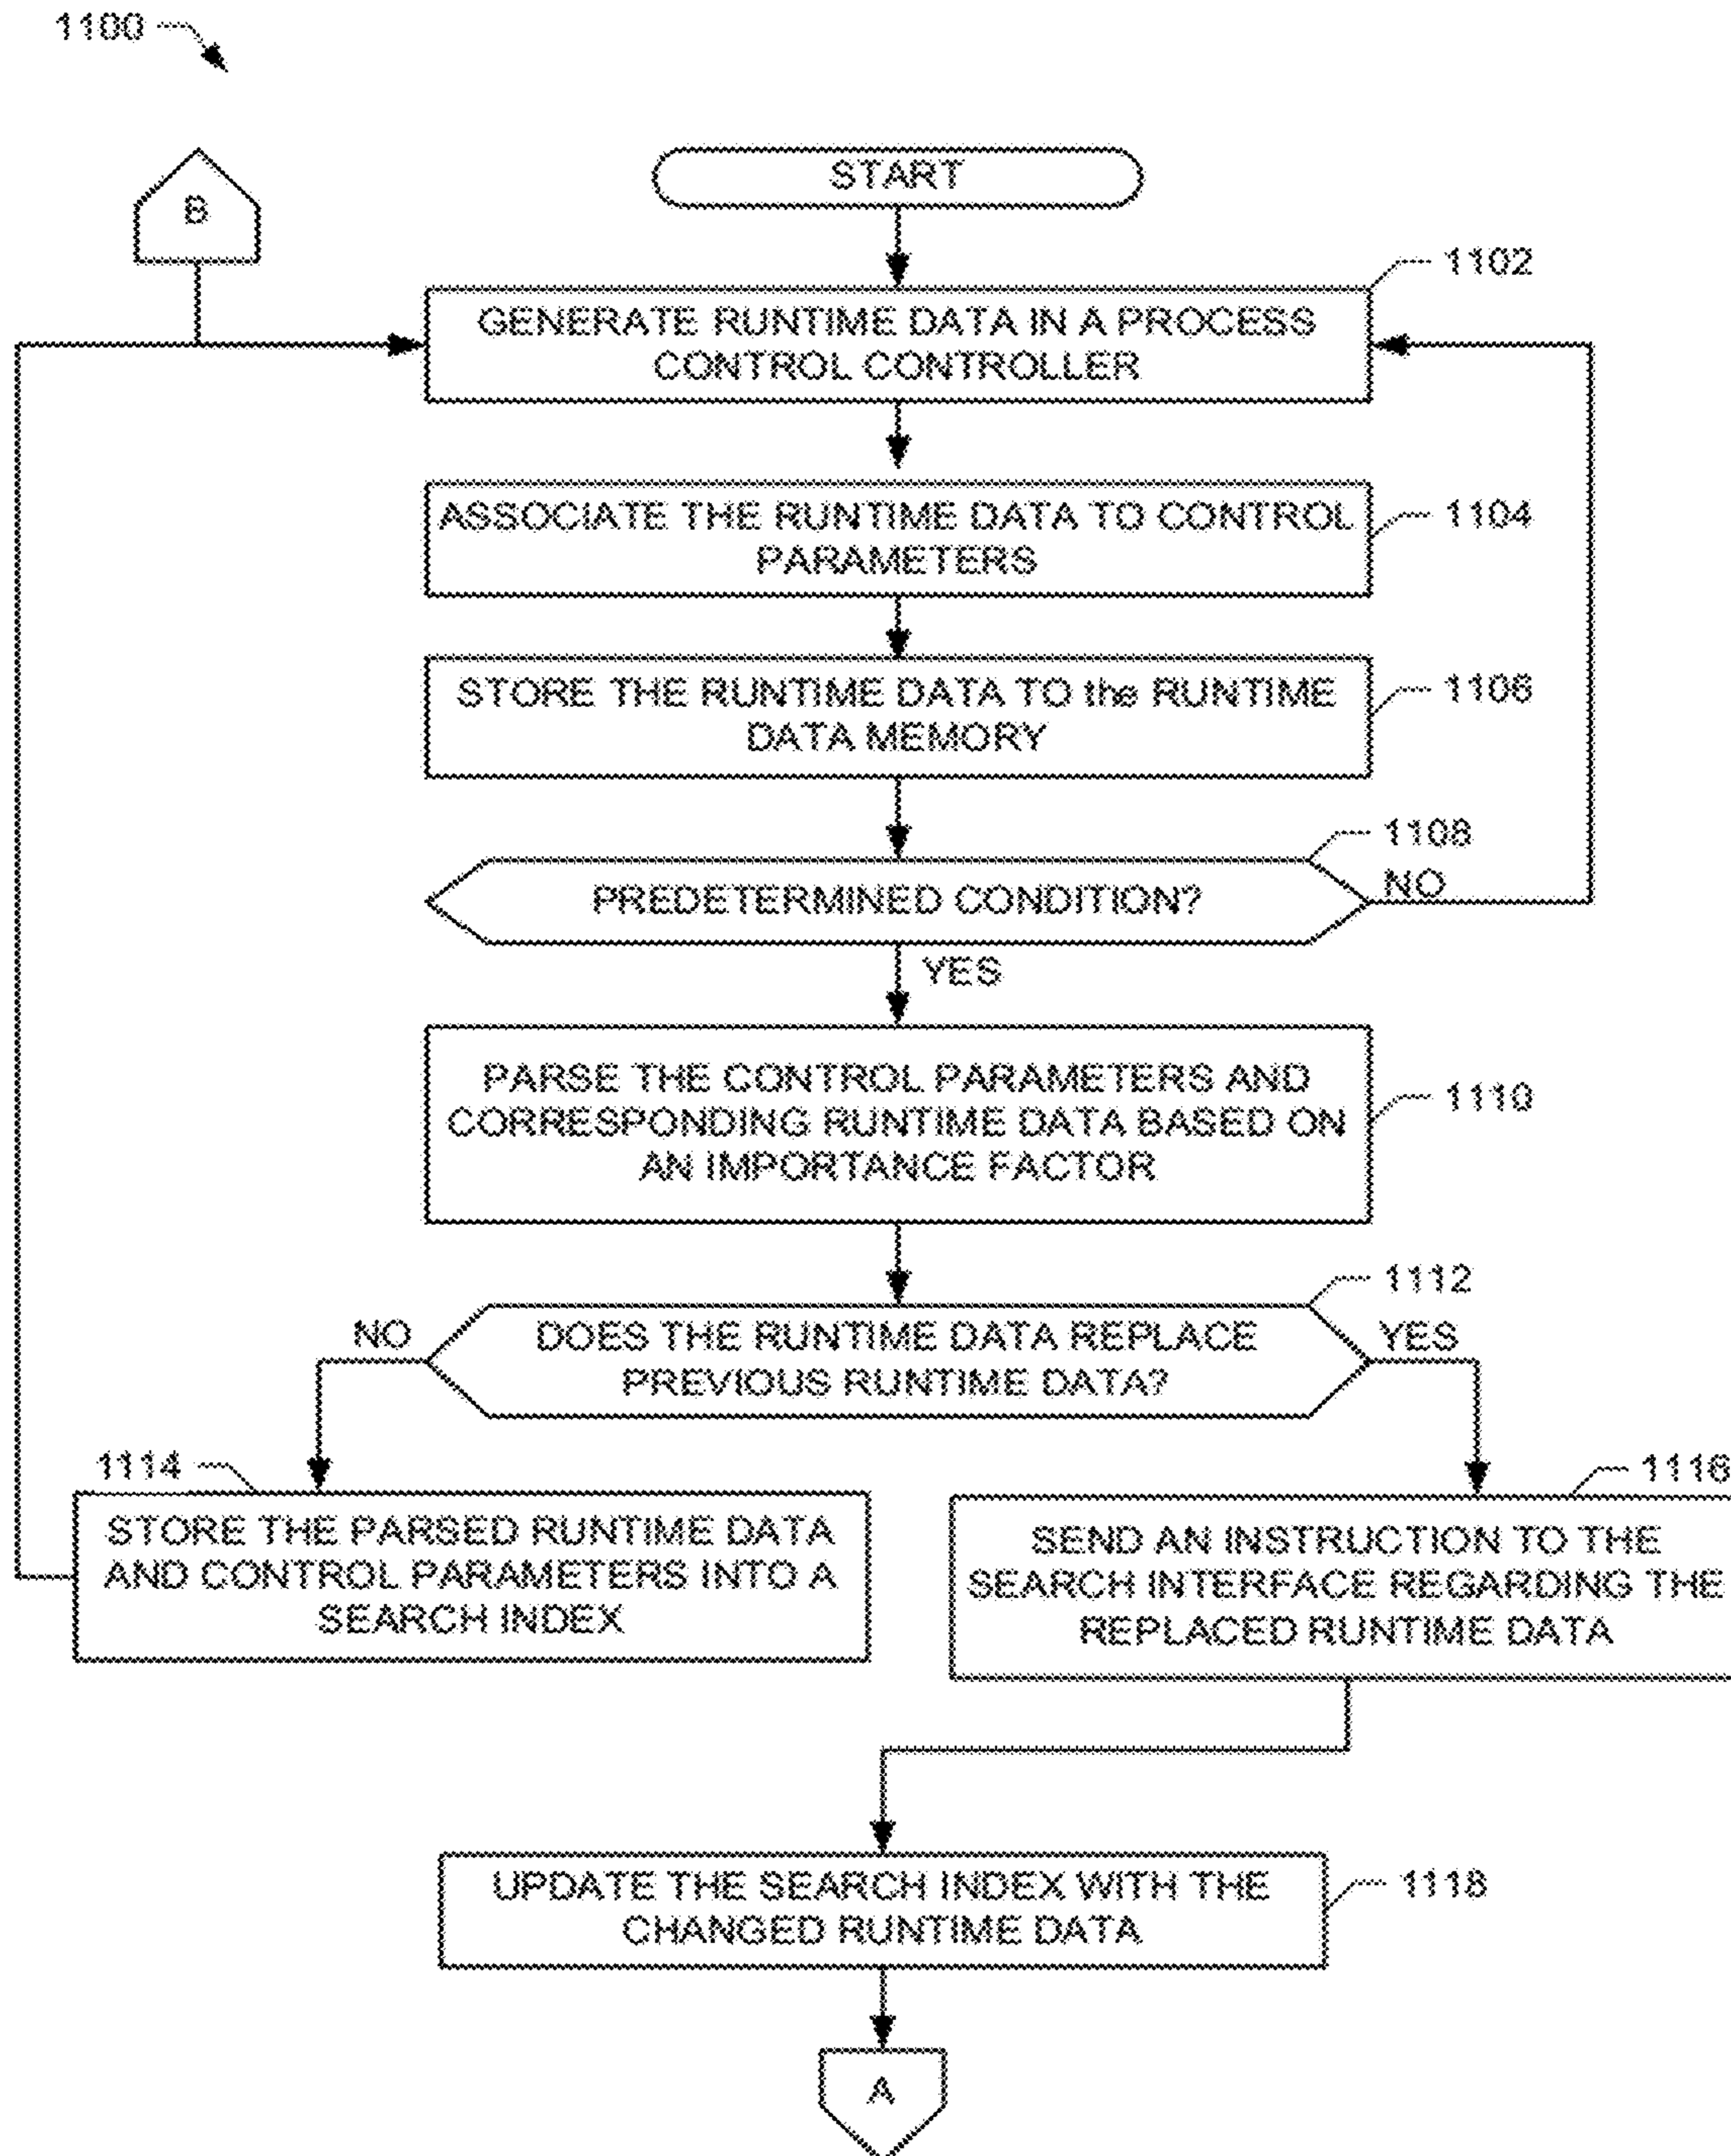 1100
B
START
1102
GENERATE RUNTIME DATA IN A PROCESS
CONTROL CONTROLLER
ASSOCIATE THE RUNTIME DATA TO CONTROL
PARAMETERS
1104
STORE THE RUNTIME DATA TO the RUNTIME
DATA MEMORY
1106
1108
PREDETERMINED CONDITION?
NO
YES
PARSE THE CONTROL PARAMETERS AND
CORRESPONDING RUNTIME DATA BASED ON
AN IMPORTANCE FACTOR
1110
1112
NO
DOES THE RUNTIME DATA REPLACE
PREVIOUS RUNTIME DATA?
YES
1114
STORE THE PARSED RUNTIME DATA
AND CONTROL PARAMETERS INTO A
SEARCH INDEX
1116
SEND AN INSTRUCTION TO THE
SEARCH INTERFACE REGARDING THE
REPLACED RUNTIME DATA
UPDATE THE SEARCH INDEX WITH THE
CHANGED RUNTIME DATA
1118
A